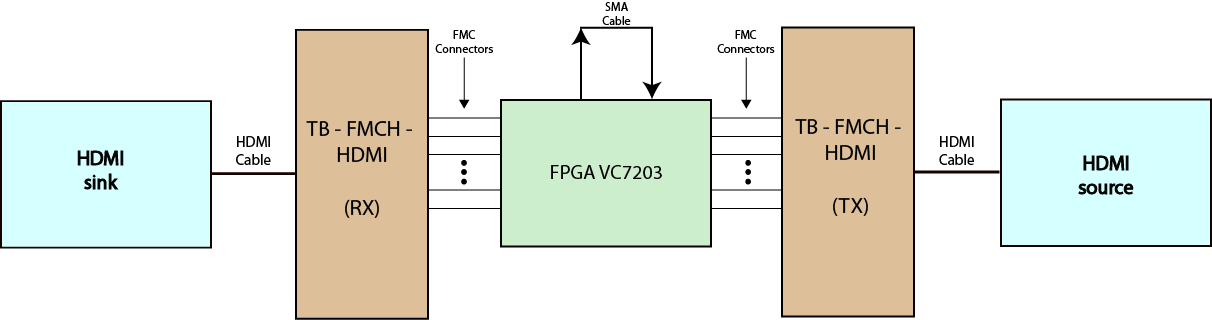 SMA
Cable
FMC
Connectors
FMC
Connectors
HDMI
sink
HDMI
Cable
TB - FMCH -
HDMI
(RX)
FPGA VC7203
TB - FMCH -
HDMI
(TX)
HDMI
Cable
HDMI
source